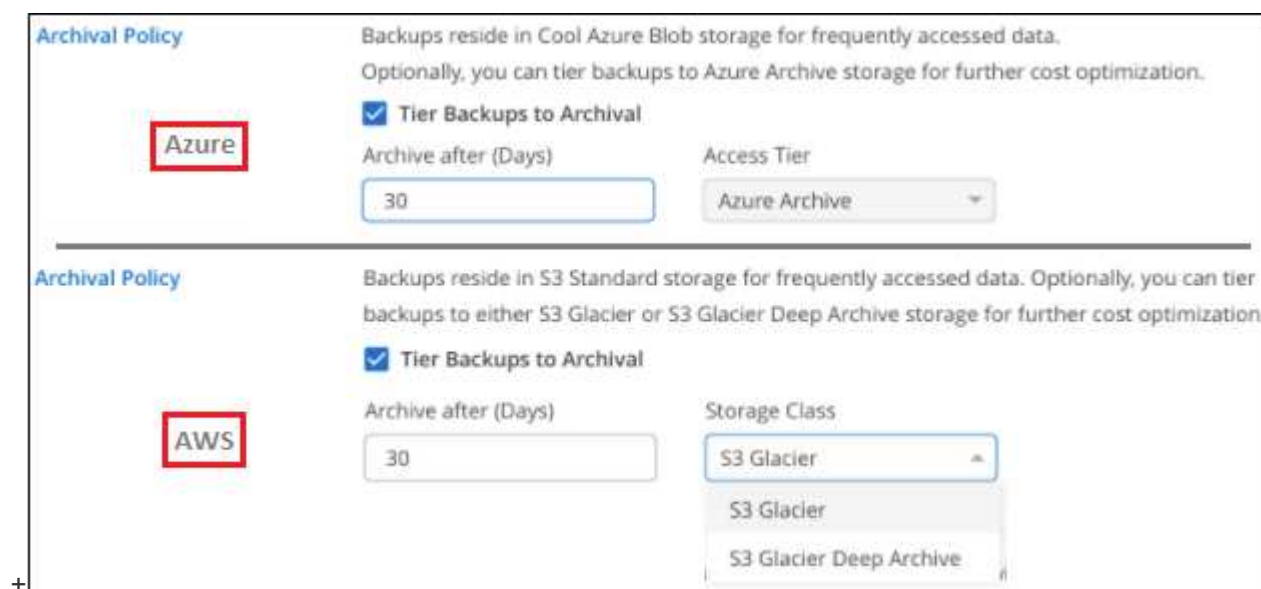 Archival Policy
Backups reside in Cool Azure Blob storage for frequently accessed data.
Optionally, you can tier backups to Azure Archive storage for further cost optimization.
Tier Backups to Archival
Azure
Archive after (Days)
Access Tier
30
Azure Archive
Archival Policy
Backups reside in S3 Standard storage for frequently accessed data. Optionally, you can tier
backups to either S3 Glacier or S3 Glacier Deep Archive storage for further cost optimization
Tier Backups to Archival
Archive after (Days)
Storage Class
AWS
30
S3 Glacier
S3 Glacier
S3 Glacier Deep Archive
+